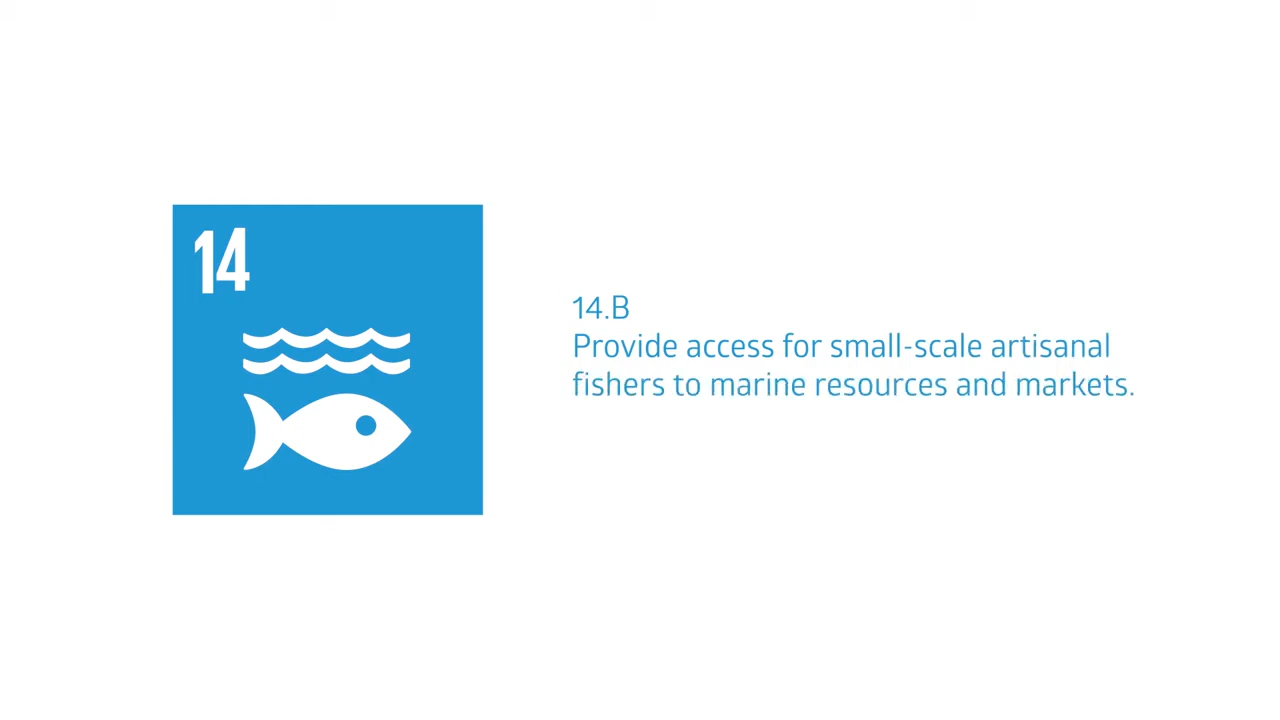 14
14.B
Provide access for small-scale artisanal
fishers to marine resources and markets.